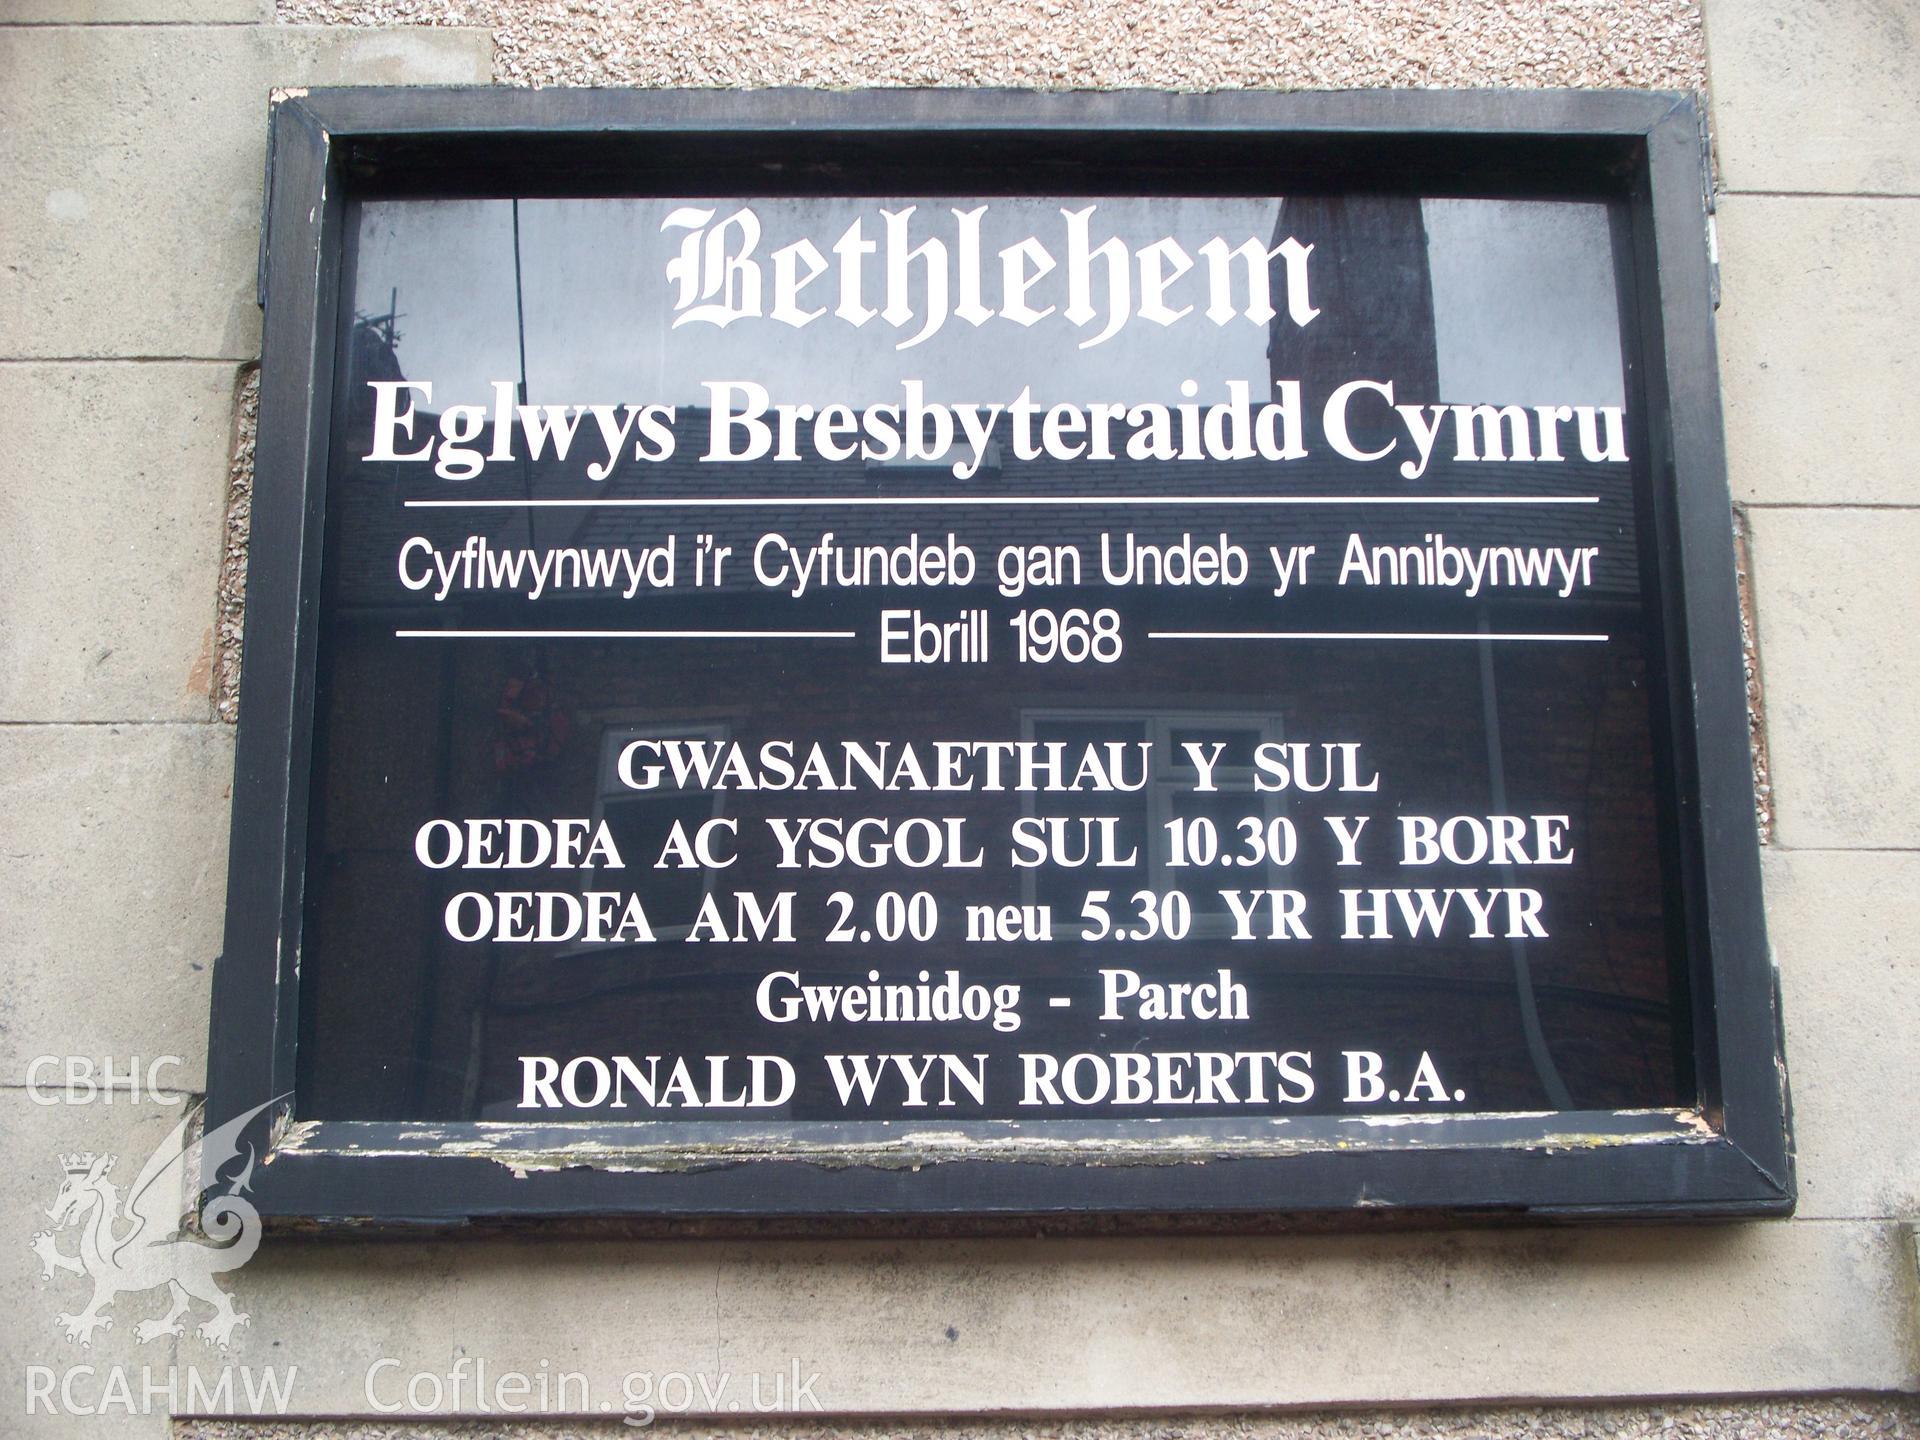 Bethlehem
Eglwys Bresbyteraidd Cymru
Cyflwynwyd i'r Cyfundeb gan Undeb yr Annibynwyr
Ebrill 1968
GWASANAETHAU Y SUL
OEDFA AC YSGOL SUL 10.30 Y BORE
OEDFA AM 2.00 neu 5.30 YR HWYR
Gweinidog - Parch
RONALD WYN ROBERTS B.A.
CBHC
RCAHMW Coflein.gov.uk